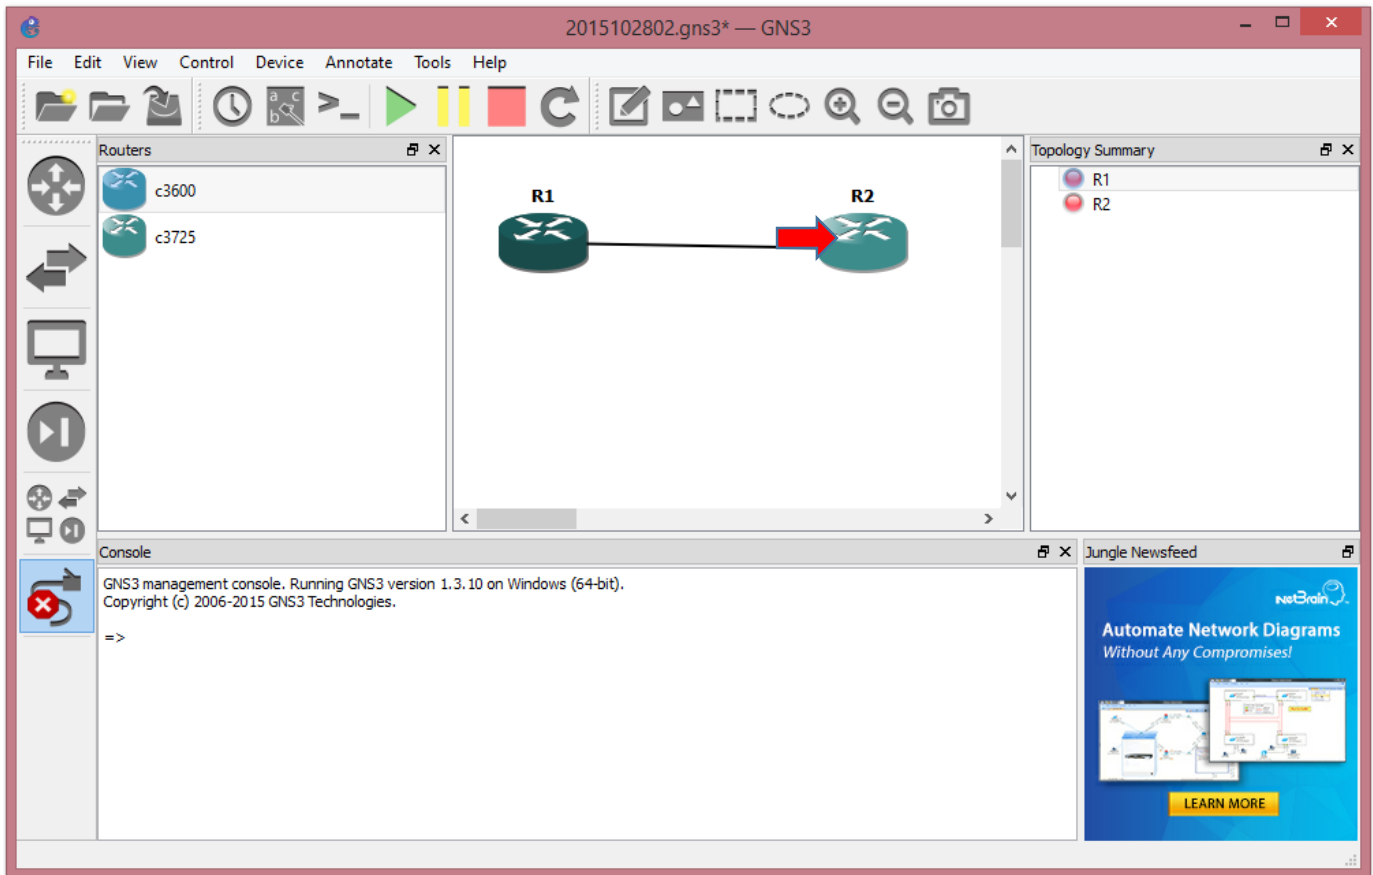 2015102802.gns3* — GNS3
File Edit View Control Device Annotate Tools Help
a c
b
>_
Routers
Topology Summary
c3600
c3725
R1
R2
R1
R2
Console
Jungle Newsfeed
GNS3 management console. Running GNS3 version 1.3.10 on Windows (64-bit).
Copyright (c) 2006-2015 GNS3 Technologies.
=>
NetBrain
Automate Network Diagrams
Without Any Compromises!
LEARN MORE